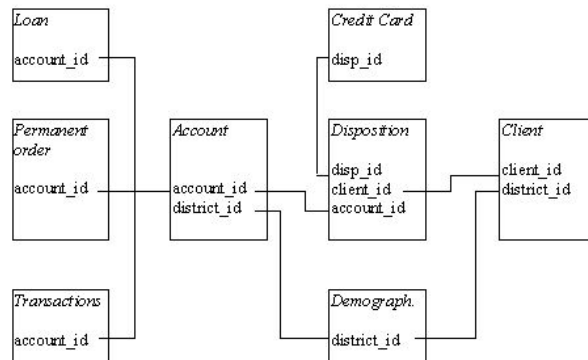 Loan
account_id
Credit Card
disp_id
Permanent
order
account_id
Account
account_id
district_id
Disposition
disp_id
client_id
account_id
Client
client_id
district_id
Transactions
account_id
Demograph.
district_id